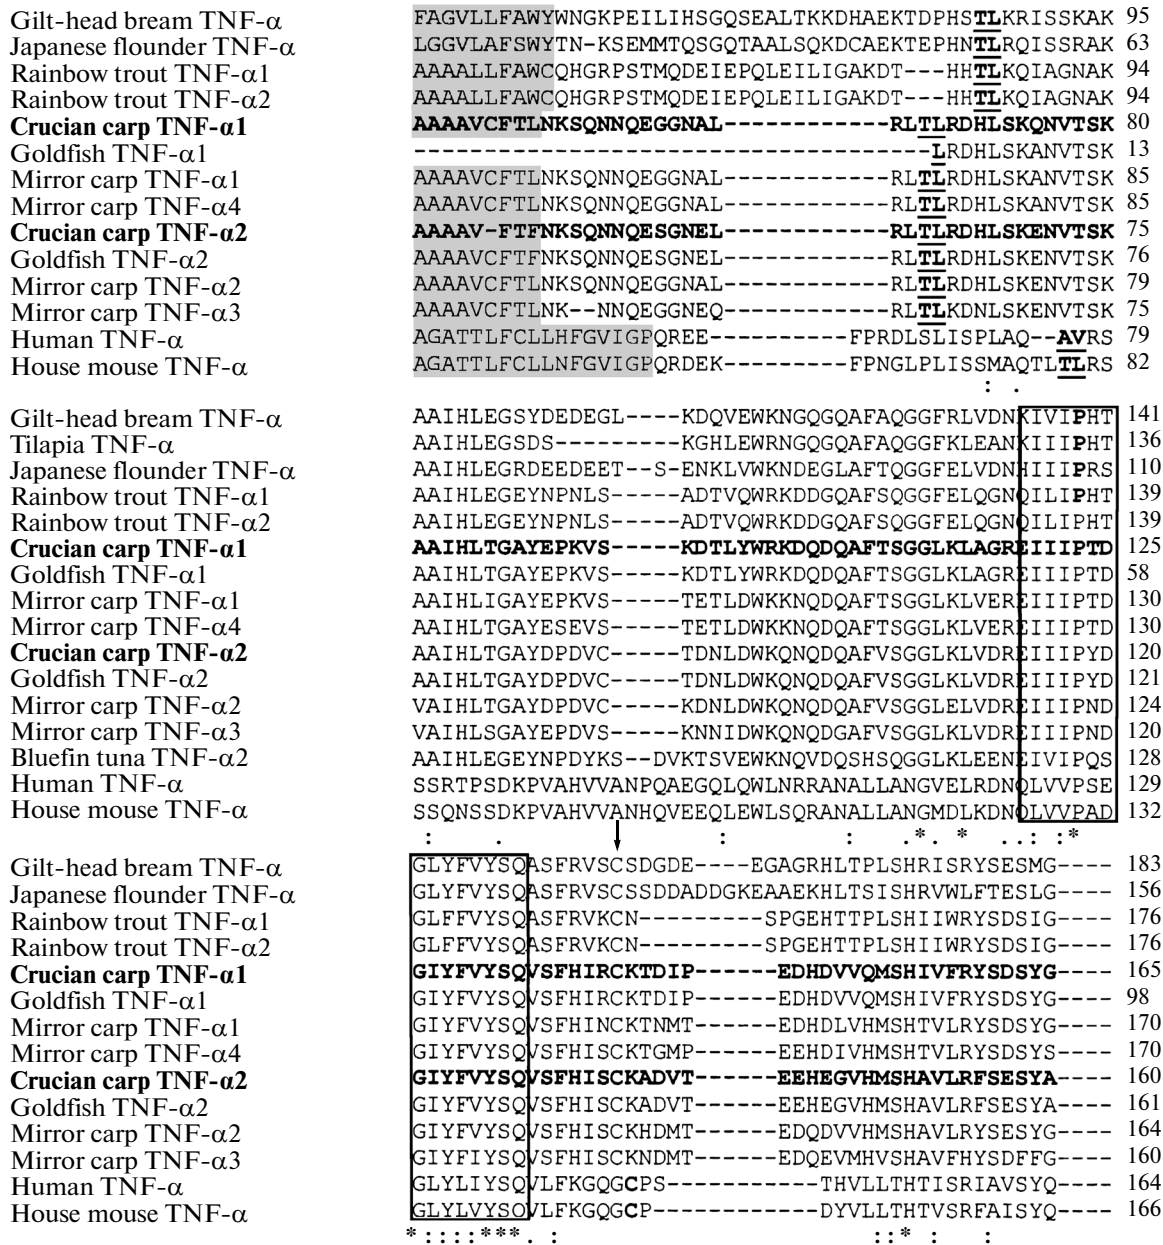 Gilt-head bream TNF-α FAGVLLFAWYWNGKPEILIHSGQSEALTKKDHAEKTDPHSTLKRISSKAK 95
Japanese flounder TNF-α LGGVLAFSWYTN-KSEMMTQSGQTAALSQKDCAEKTEPHNTLRQISSRAK 63
Rainbow trout TNF-α1 AAAALLFAWCQHGRPSTMQDEIEPQLEILIGAKDT---HHTLKQIAGNAK 94
Rainbow trout TNF-α2 AAAALLFAWCQHGRPSTMQDEIEPQLEILIGAKDT---HHTLKQIAGNAK 94
Crucian carp TNF-α1 AAAAVCFTLNKSQNNQEGGNAL------------RLTLRDHLSKQNVTSK 80
Goldfish TNF-α1 -------------------------------------LRDHLSKANVTSK 13
Mirror carp TNF-α1 AAAAVCFTLNKSQNNQEGGNAL------------RLTLRDHLSKANVTSK 85
Mirror carp TNF-α4 AAAAVCFTLNKSQNNQEGGNAL------------RLTLRDHLSKANVTSK 85
Crucian carp TNF-α2 AAAAV-FTFNKSQNNQESGNEL------------RLTLRDHLSKENVTSK 75
Goldfish TNF-α2 AAAAVCFTFNKSQNNQESGNEL------------RLTLRDHLSKENVTSK 76
Mirror carp TNF-α2 AAAAVCFTLNKSQNNQEGGNEL------------RLTLRDHLSKENVTSK 79
Mirror carp TNF-α3 AAAAVCFTLNK--NNQEGGNEQ------------RLTLKDNLSKENVTSK 75
Human TNF-α AGATTLFCLLHFGVIGPQREE----------FPRDLSLISPLAQ--AVRS 79
House mouse TNF-α AGATTLFCLLNFGVIGPQRDEK---------FPNGLPLISSMAQTLTLRS 82
: .
Gilt-head bream TNF-α AAIHLEGSYDEDEGL----KDQVEWKNGQGQAFAQGGFRLVDNKIVIPHT 141
Tilapia TNF-α AAIHLEGSDS---------KGHLEWRNGQGQAFAQGGFKLEANKIIIPHT 136
Japanese flounder TNF-α AAIHLEGRDEEDEET--S-ENKLVWKNDEGLAFTQGGFELVDNHIIIPRS 110
Rainbow trout TNF-α1 AAIHLEGEYNPNLS-----ADTVQWRKDDGQAFSQGGFELQGNQILIPHT 139
Rainbow trout TNF-α2 AAIHLEGEYNPNLS-----ADTVQWRKDDGQAFSQGGFELQGNQILIPHT 139
Crucian carp TNF-α1 AAIHLTGAYEPKVS-----KDTLYWRKDQDQAFTSGGLKLAGREIIIPTD 125
Goldfish TNF-α1 AAIHLTGAYEPKVS-----KDTLYWRKDQDQAFTSGGLKLAGREIIIPTD 58
Mirror carp TNF-α1 AAIHLIGAYEPKVS-----TETLDWKKNQDQAFTSGGLKLVEREIIIPTD 130
Mirror carp TNF-α4 AAIHLTGAYESEVS-----TETLDWKKNQDQAFTSGGLKLVEREIIIPTD 130
Crucian carp TNF-α2 AAIHLTGAYDPDVC-----TDNLDWKQNQDQAFVSGGLKLVDREIIIPYD 120
Goldfish TNF-α2 AAIHLTGAYDPDVC-----TDNLDWKQNQDQAFVSGGLKLVDREIIIPYD 121
Mirror carp TNF-α2 VAIHLTGAYDPDVC-----KDNLDWKQNQDQAFVSGGLELVDRELIIPND 124
Mirror carp TNF-α3 VAIHLSGAYDPDVS-----KNNIDWKQNQDGAFVSGGLKLVDREIIIPND 120
Bluefin tuna TNF-α2 AAIHLEGEYNPDYKS--DVKTSVEWKNQVDQSHSQGGLKLEENEIVIPQS 128
Human TNF-α SSRTPSDKPVAHVVANPQAEGQLQWLNRRANALLANGVELRDNQLVVPSE 129
House mouse TNF-α SSQNSSDKPVAHVVANHQVEEQLEWLSQRANALLANGMDLKDNQLVVPAD 132
: . : : .* * ..: :*
Gilt-head bream TNF-α GLYFVYSQASFRVSCSDGDE----EGAGRHLTPLSHRISRYSESMG---- 183
Japanese flounder TNF-α GLYFVYSQASFRVSCSSDDADDGKEAAEKHLTSISHRVWLFTESLG---- 156
Rainbow trout TNF-α1 GLFFVYSQASFRVKCN---------SPGEHTTPLSHIIWRYSDSIG---- 176
Rainbow trout TNF-α2 GLFFVYSQASFRVKCN---------SPGEHTTPLSHIIWRYSDSIG---- 176
Crucian carp TNF-α1 GIYFVYSQVSFHIRCKTDIP------EDHDVVQMSHIVFRYSDSYG---- 165
Goldfish TNF-α1 GIYFVYSQVSFHIRCKTDIP------EDHDVVQMSHIVFRYSDSYG---- 98
Mirror carp TNF-α1 GIYFVYSQVSFHINCKTNMT------EDHDLVHMSHTVLRYSDSYG---- 170
Mirror carp TNF-α4 GIYFVYSQVSFHISCKTGMP------EEHDIVHMSHTVLRYSDSYS---- 170
Crucian carp TNF-α2 GIYFVYSQVSFHISCKADVT------EEHEGVHMSHAVLRFSESYA---- 160
Goldfish TNF-α2 GIYFVYSQVSFHISCKADVT------EEHEGVHMSHAVLRFSESYA---- 161
Mirror carp TNF-α2 GIYFVYSQVSFHISCKHDMT------EDQDVVHMSHAVLRYSESYG---- 164
Mirror carp TNF-α3 GIYFIYSQVSFHISCKNDMT------EDQEVMHVSHAVFHYSDFFG---- 160
Human TNF-α GLYLIYSQVLFKGQGCPS-----------THVLLTHTISRIAVSYQ---- 164
House mouse TNF-α GLYLVYSQVLFKGQGCP------------DYVLLTHTVSRFAISYQ---- 166
*::::***. : ::* : :